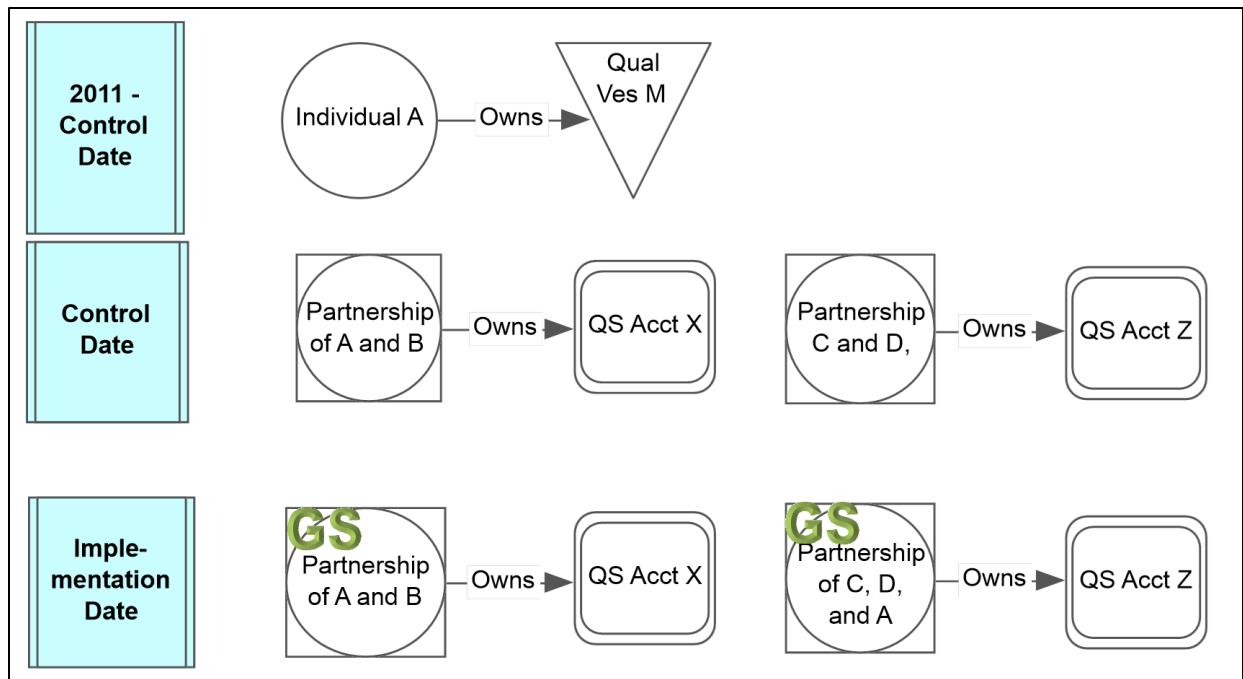 2011 -
Control
Date
Individual A
Owns
Qual
Ves M
Control
Date
Partnership
of A and B
Owns
QS Acct X
Partnership
C and D,
Owns
QS Acct Z
Imple-
mentation
Date
GS
Partnership
of A and B
Owns
QS Acct X
GS
Partnership
of C, D,
and A
Owns
QS Acct Z